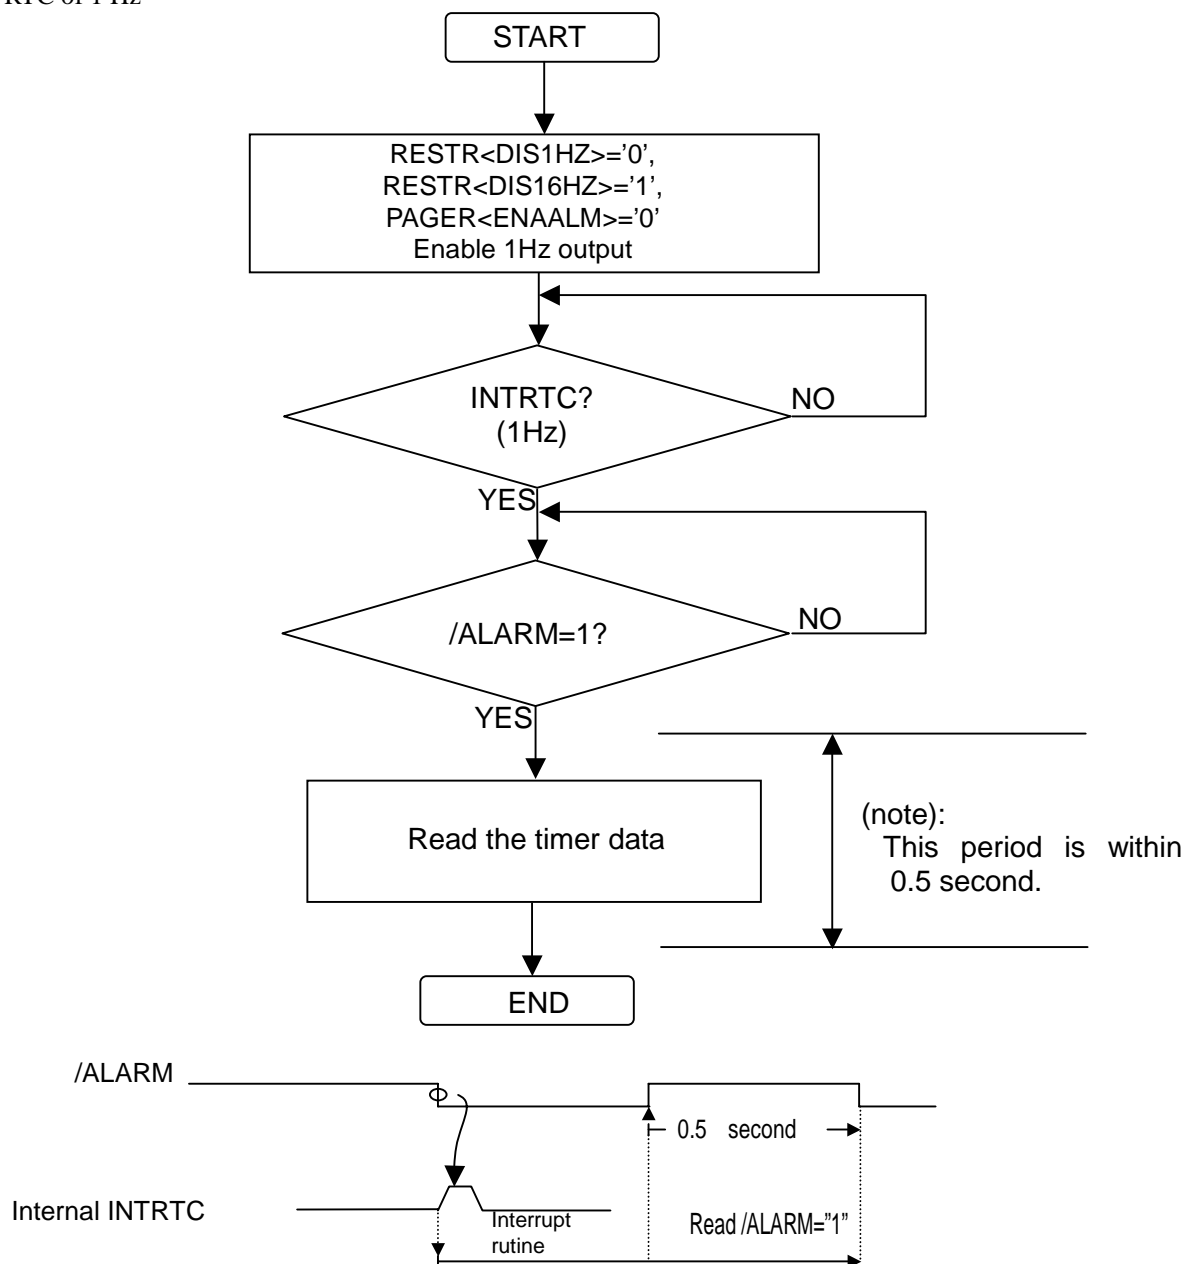 START
RESTR<DIS1HZ>='0',
RESTR<DIS16HZ>='1',
PAGER<ENAALM>='0'
Enable 1Hz output
INTRTC?
(1Hz)
NO
YES
/ALARM=1?
NO
YES
Read the timer data
(note):
This period is within
0.5 second.
END
/ALARM
0.5 second
Internal INTRTC
Interrupt
rutine
Read /ALARM="1"